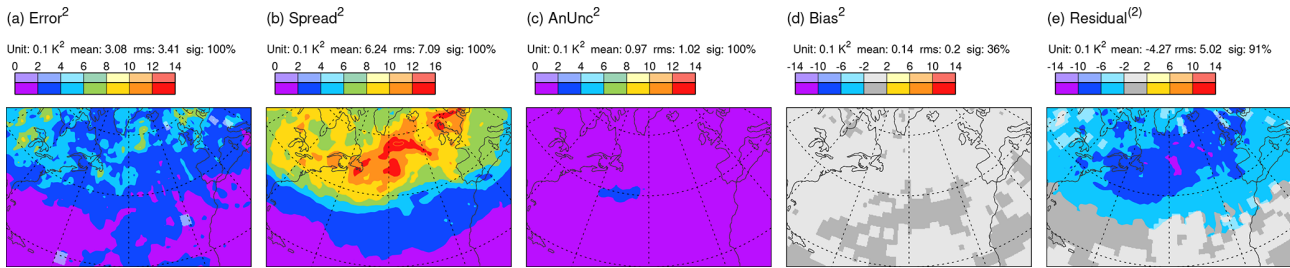 (a) Error2
Unit: 0.1 K2 mean: 3.08 rms: 3.41 sig: 100%
0 2 4 6 8 10 12 14
(b) Spread2
Unit: 0.1 K2 mean: 6.24 rms: 7.09 sig: 100%
0 2 4 6 8 10 12 14 16
(c) AnUnc2
Unit: 0.1 K2 mean: 0.97 rms: 1.02 sig: 100%
0 2 4 6 8 10 12 14
(d) Bias2
Unit: 0.1 K2 mean: 0.14 rms: 0.2 sig: 36%
-14 -10 -6 -2 2 6 10 14
(e) Residual(2)
Unit: 0.1 K2 mean: -4.27 rms: 5.02 sig: 91%
-14 -10 -6 -2 2 6 10 14